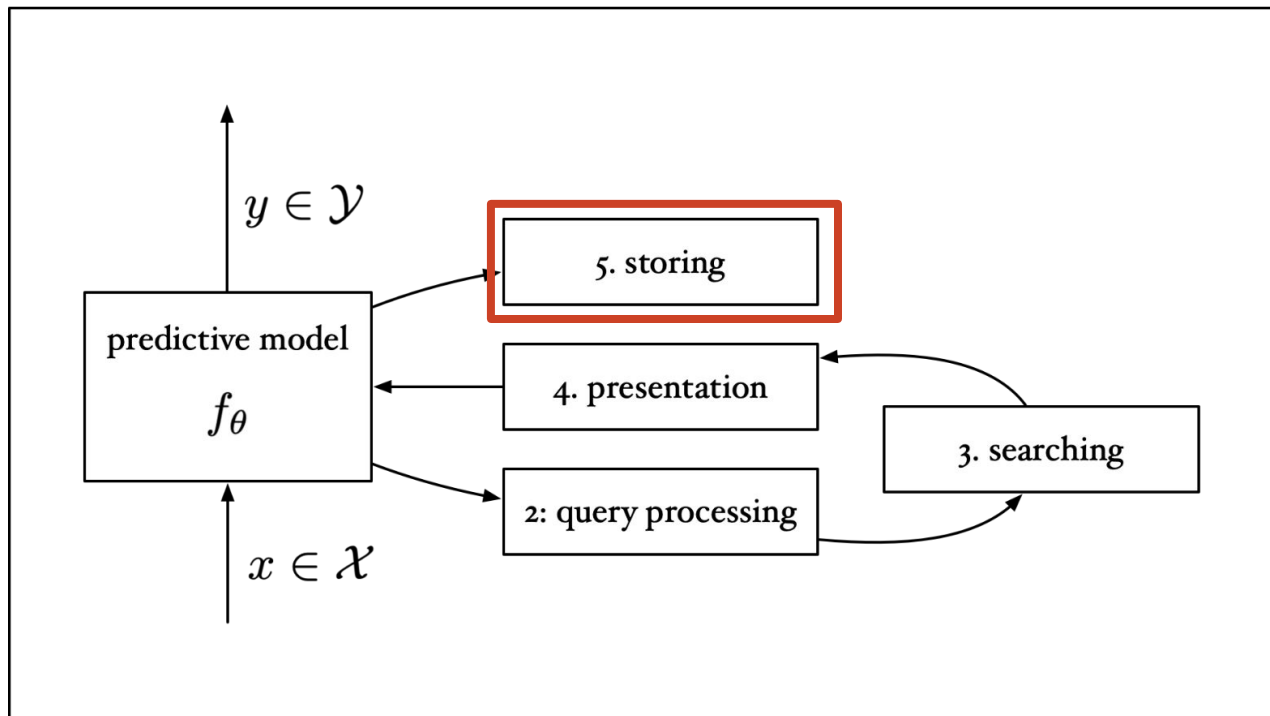 y ∈ 𝒴
5. storing
predictive model
f_θ
4. presentation
3. searching
2: query processing
x ∈ 𝒳